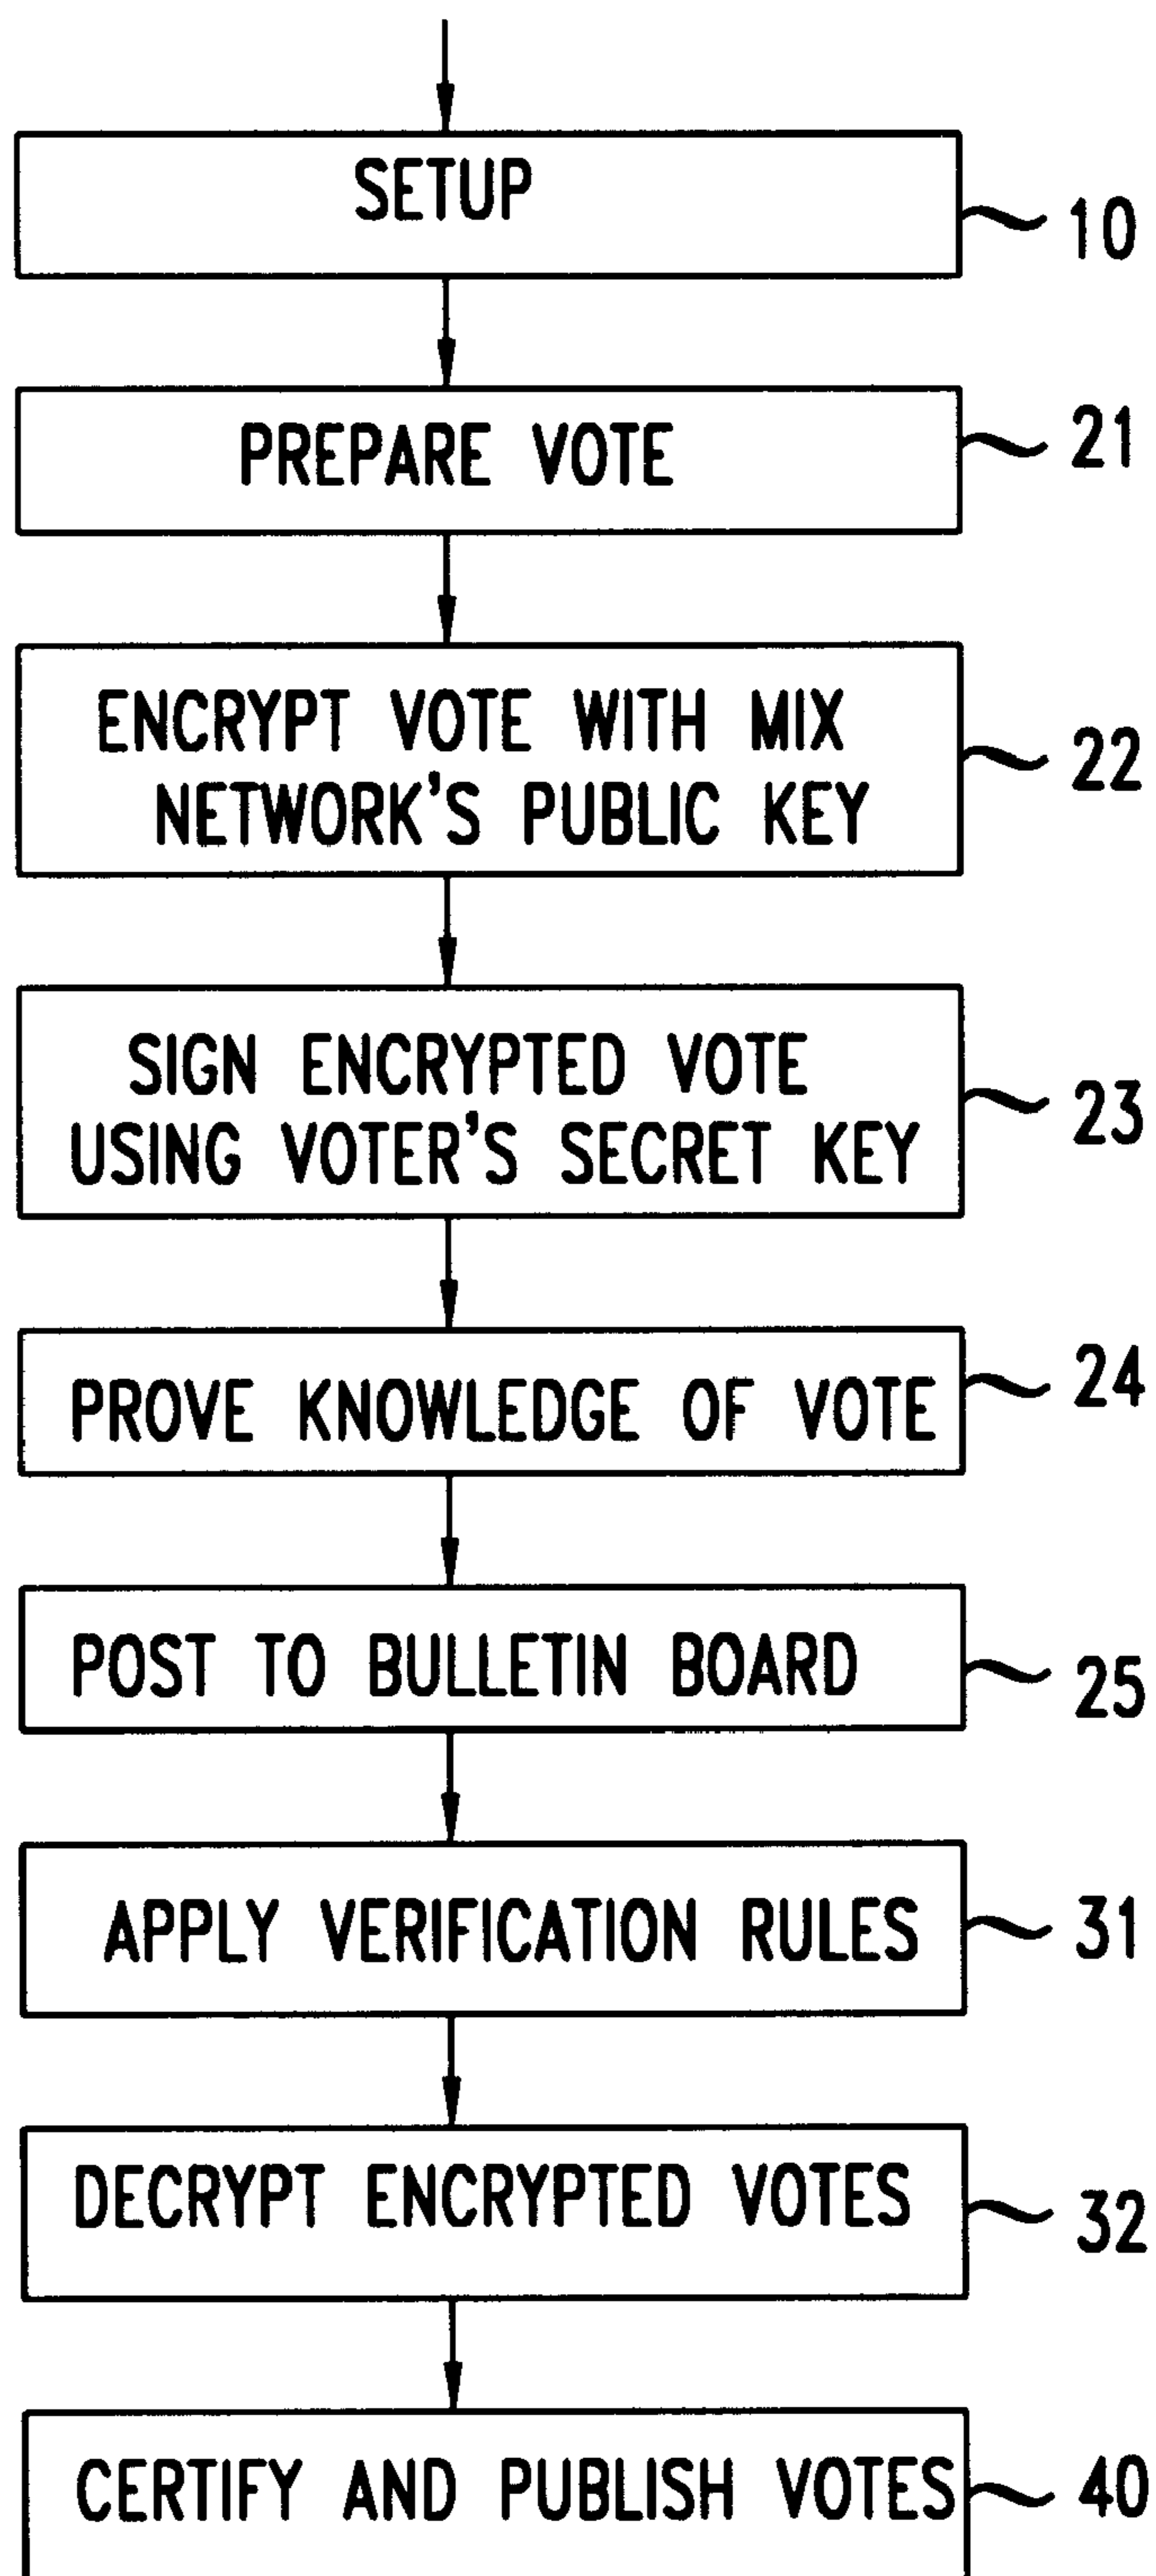 SETUP
10
PREPARE VOTE
21
ENCRYPT VOTE WITH MIX
NETWORK'S PUBLIC KEY
22
SIGN ENCRYPTED VOTE
USING VOTER'S SECRET KEY
23
PROVE KNOWLEDGE OF VOTE
24
POST TO BULLETIN BOARD
25
APPLY VERIFICATION RULES
31
DECRYPT ENCRYPTED VOTES
32
CERTIFY AND PUBLISH VOTES
40